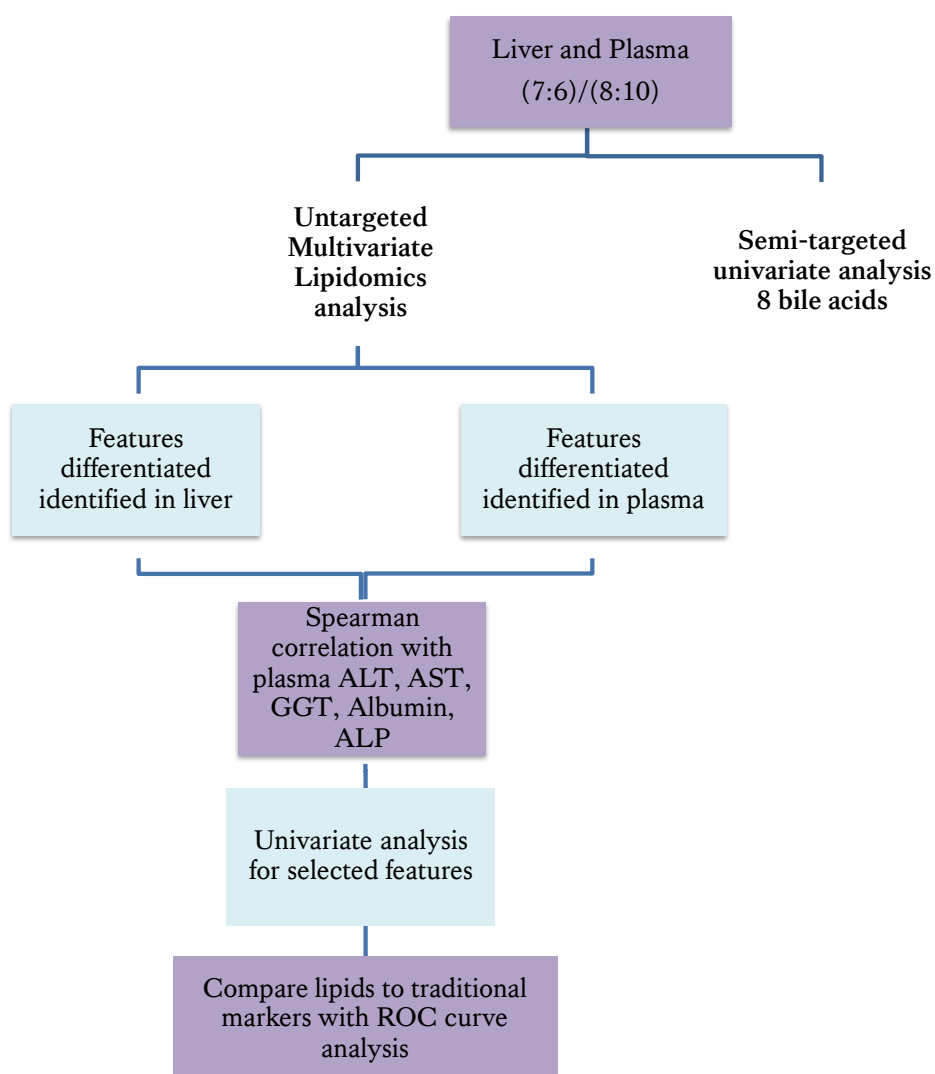 Liver and Plasma
(7:6)/(8:10)
Untargeted
Multivariate
Lipidomics
analysis
Semi-targeted
univariate analysis
8 bile acids
Features
differentiated
identified in liver
Features
differentiated
identified in plasma
Spearman
correlation with
plasma ALT, AST,
GGT, Albumin,
ALP
Univariate analysis
for selected features
Compare lipids to traditional
markers with ROC curve
analysis